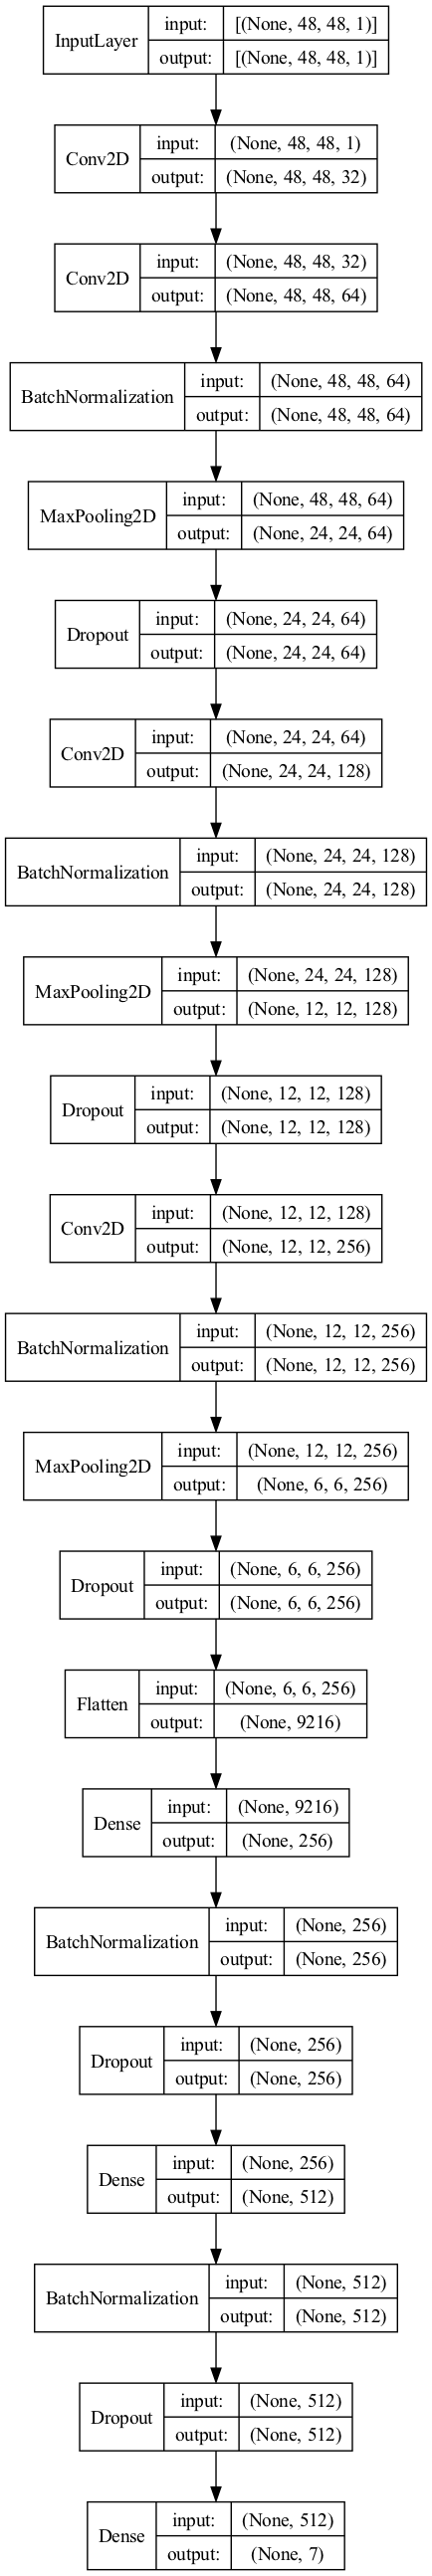 InputLayer
input:
[(None, 48, 48, 1)]
output:
[(None, 48, 48, 1)]
Conv2D
input:
(None, 48, 48, 1)
output:
(None, 48, 48, 32)
Conv2D
input:
(None, 48, 48, 32)
output:
(None, 48, 48, 64)
BatchNormalization
input:
(None, 48, 48, 64)
output:
(None, 48, 48, 64)
MaxPooling2D
input:
(None, 48, 48, 64)
output:
(None, 24, 24, 64)
Dropout
input:
(None, 24, 24, 64)
output:
(None, 24, 24, 64)
Conv2D
input:
(None, 24, 24, 64)
output:
(None, 24, 24, 128)
BatchNormalization
input:
(None, 24, 24, 128)
output:
(None, 24, 24, 128)
MaxPooling2D
input:
(None, 24, 24, 128)
output:
(None, 12, 12, 128)
Dropout
input:
(None, 12, 12, 128)
output:
(None, 12, 12, 128)
Conv2D
input:
(None, 12, 12, 128)
output:
(None, 12, 12, 256)
BatchNormalization
input:
(None, 12, 12, 256)
output:
(None, 12, 12, 256)
MaxPooling2D
input:
(None, 12, 12, 256)
output:
(None, 6, 6, 256)
Dropout
input:
(None, 6, 6, 256)
output:
(None, 6, 6, 256)
Flatten
input:
(None, 6, 6, 256)
output:
(None, 9216)
Dense
input:
(None, 9216)
output:
(None, 256)
BatchNormalization
input:
(None, 256)
output:
(None, 256)
Dropout
input:
(None, 256)
output:
(None, 256)
Dense
input:
(None, 256)
output:
(None, 512)
BatchNormalization
input:
(None, 512)
output:
(None, 512)
Dropout
input:
(None, 512)
output:
(None, 512)
Dense
input:
(None, 512)
output:
(None, 7)